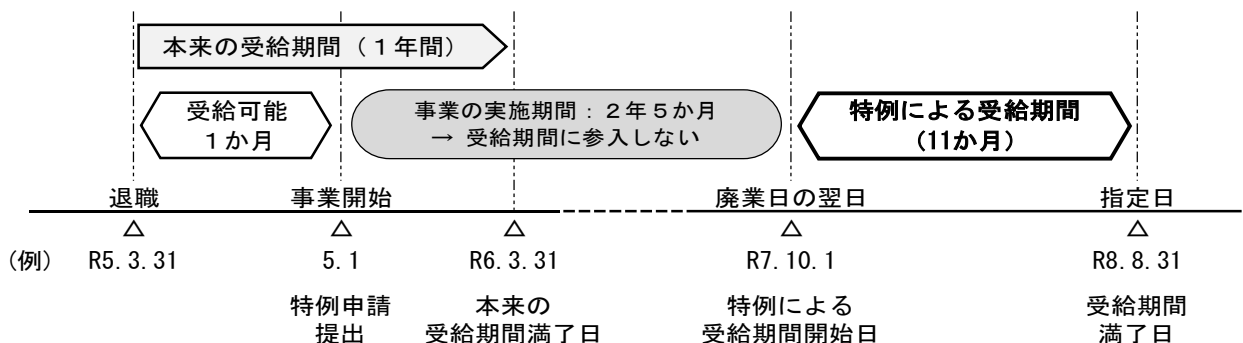 本来の受給期間（１年間）
受給可能
１か月
事業の実施期間：２年５か月
→ 受給期間に参入しない
特例による受給期間
(11か月)
退職
事業開始
廃業日の翌日
指定日
(例)
R5.3.31
5.1
R6.3.31
R7.10.1
R8.8.31
特例申請
提出
本来の
受給期間満了日
特例による
受給期間開始日
受給期間
満了日